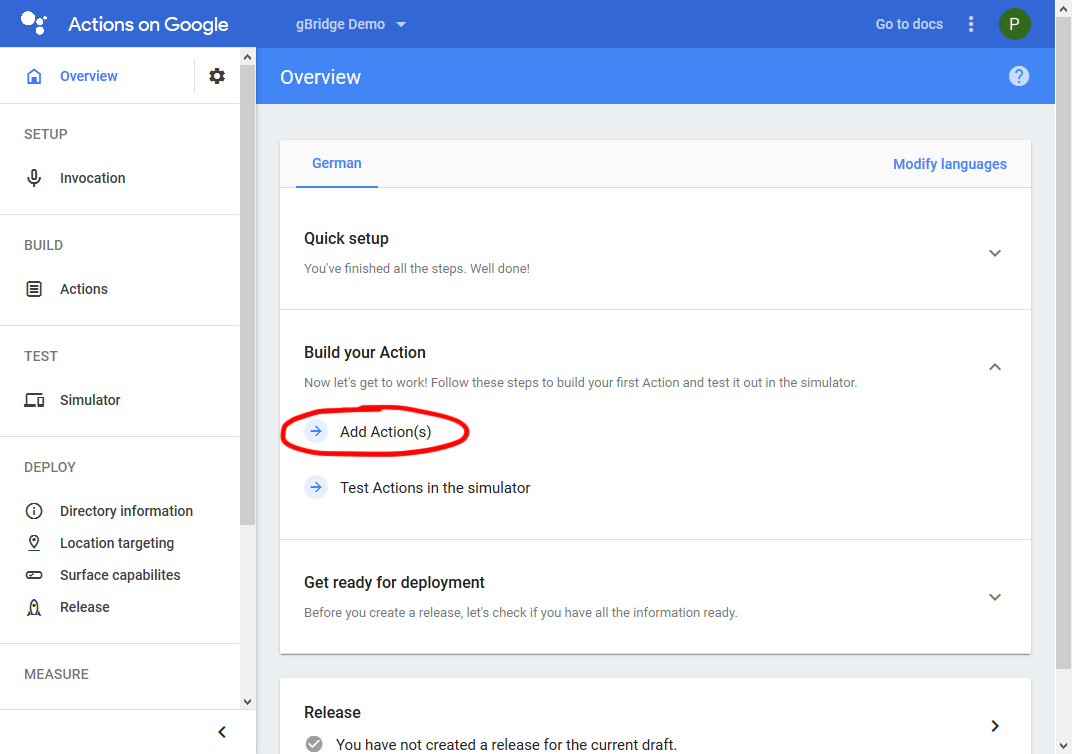 Actions on Google
gBridge Demo
Go to docs
P
Overview
Overview
?
SETUP
Invocation
BUILD
Actions
TEST
Simulator
DEPLOY
Directory information
Location targeting
Surface capabilites
Release
MEASURE
German
Modify languages
Quick setup
You've finished all the steps. Well done!
Build your Action
Now let's get to work! Follow these steps to build your first Action and test it out in the simulator.
Add Action(s)
Test Actions in the simulator
Get ready for deployment
Before you create a release, let's check if you have all the information ready.
Release
You have not created a release for the current draft.